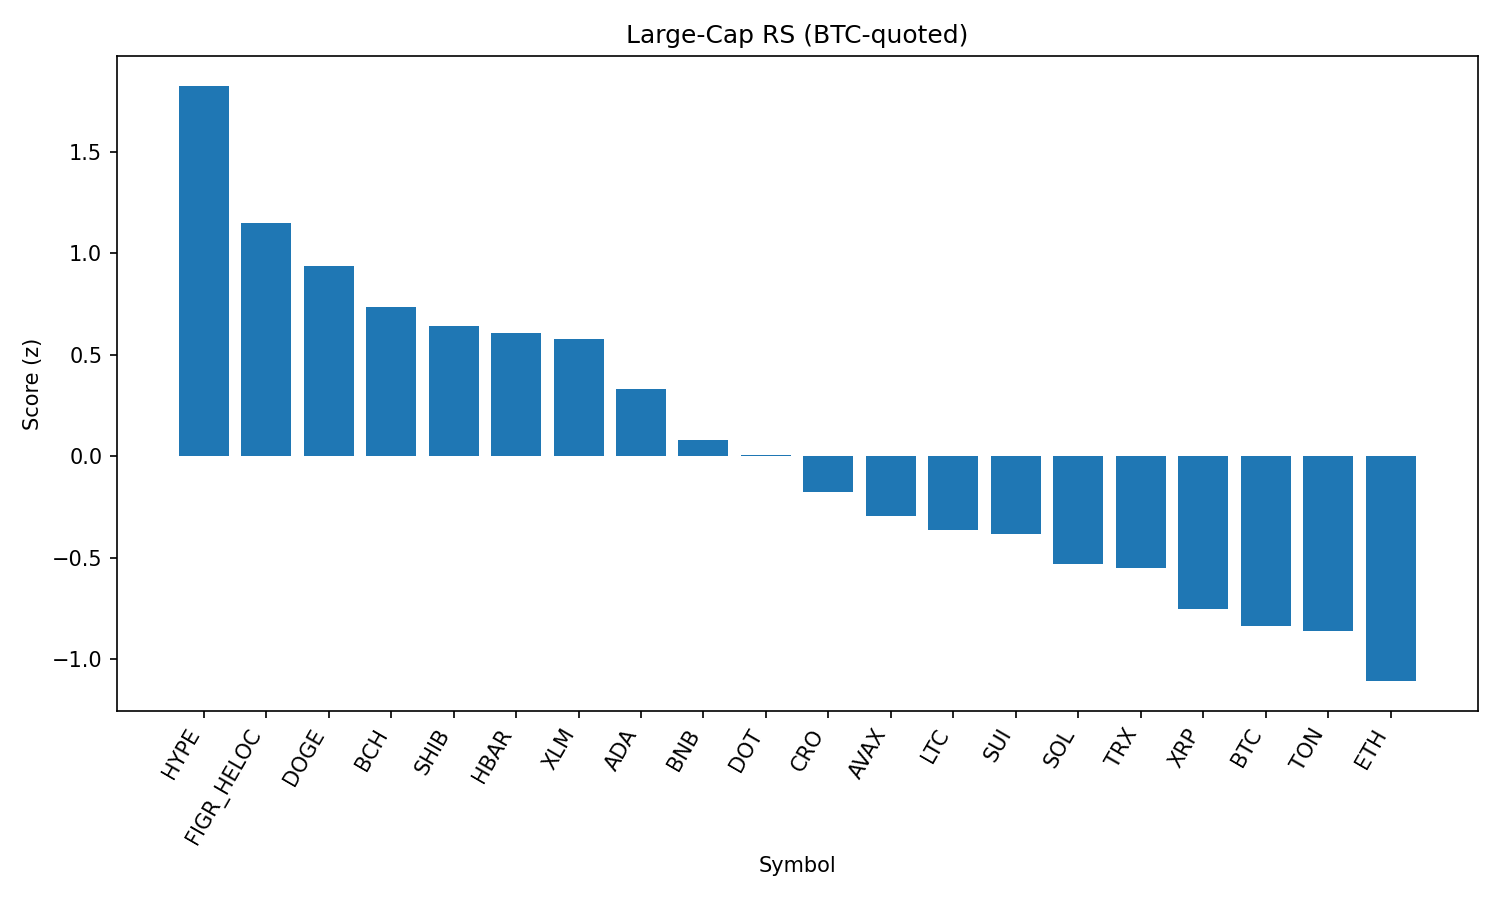 Large-Cap RS (BTC-quoted)
Score (z)
1.5
1.0
0.5
0.0
−0.5
−1.0
HYPE
FIGR_HELOC
DOGE
BCH
SHIB
HBAR
XLM
ADA
BNB
DOT
CRO
AVAX
LTC
SUI
SOL
TRX
XRP
BTC
TON
ETH
Symbol